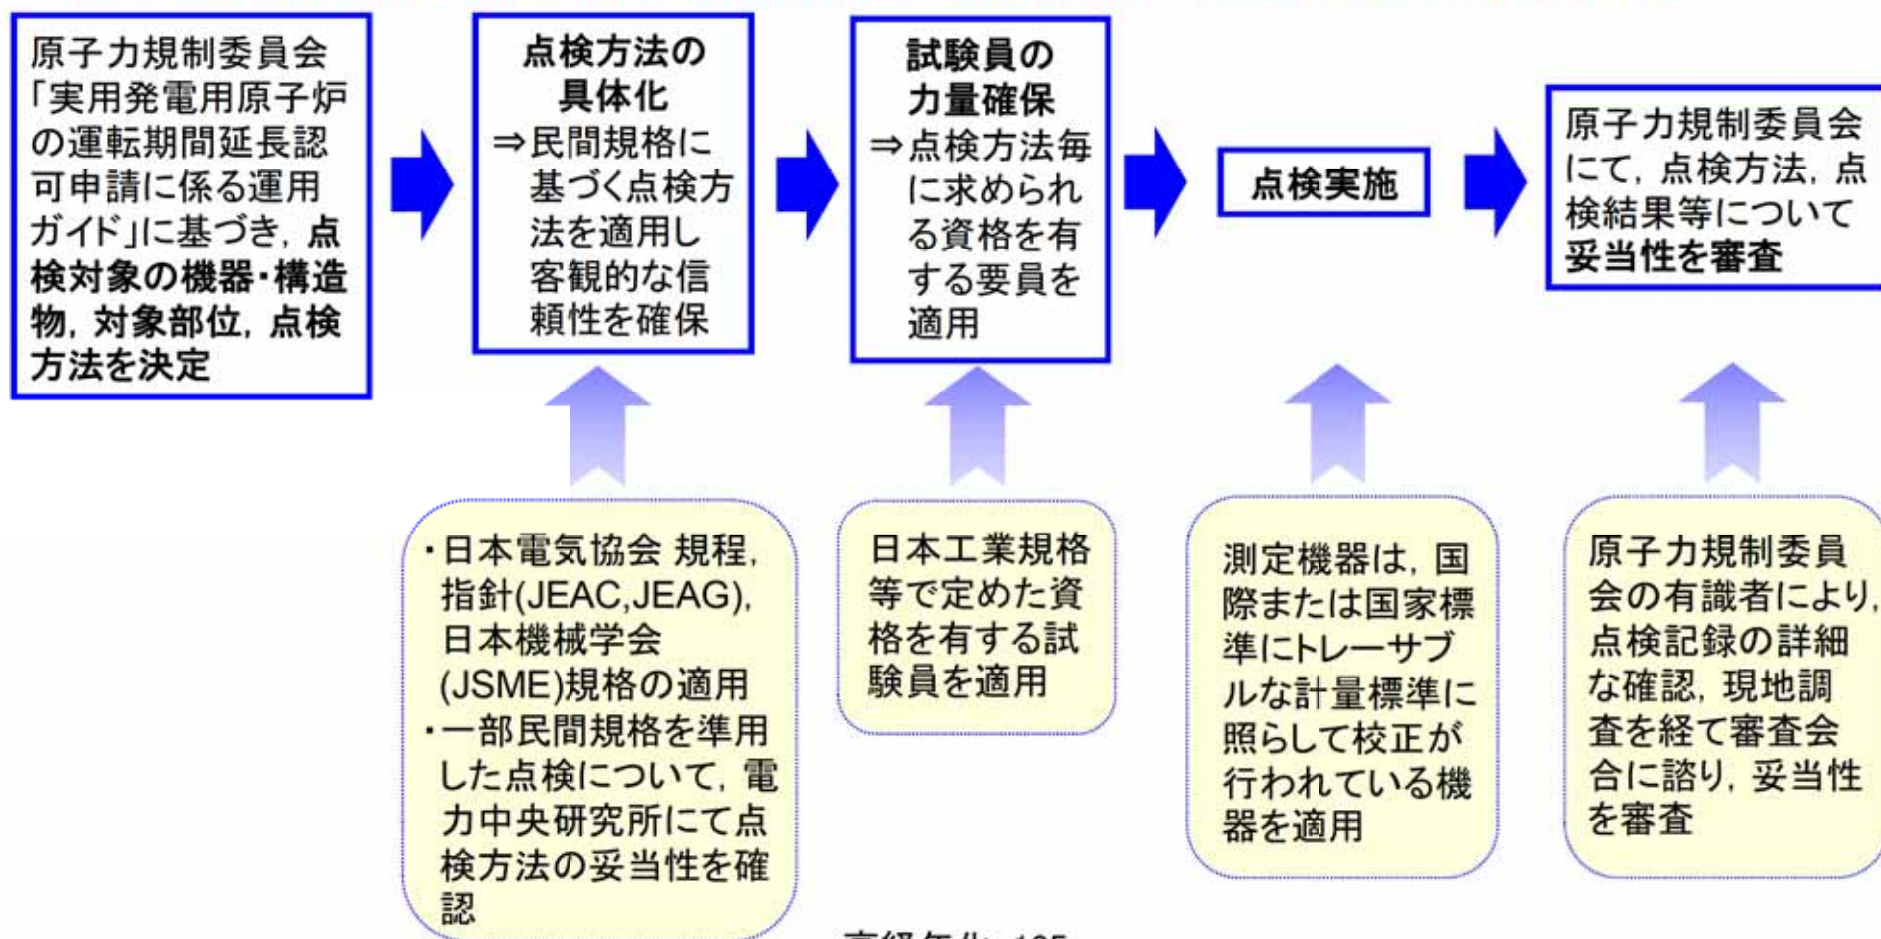 原子力規制委員会
「実用発電用原子炉
の運転期間延長認
可申請に係る運用
ガイド」に基づき，点
検対象の機器・構造
物，対象部位，点検
方法を決定
点検方法の
具体化
⇒民間規格に
基づく点検方
法を適用し
客観的な信
頼性を確保
試験員の
力量確保
⇒点検方法毎
に求められ
る資格を有
する要員を
適用
点検実施
原子力規制委員会
にて，点検方法，点
検結果等について
妥当性を審査
・日本電気協会 規程，
指針(JEAC,JEAG)，
日本機械学会
(JSME)規格の適用
・一部民間規格を準用
した点検について，電
力中央研究所にて点
検方法の妥当性を確
認
日本工業規格
等で定めた資
格を有する試
験員を適用
測定機器は，国
際または国家標
準にトレーサブ
ルな計量標準に
照らして校正が
行われている機
器を適用
原子力規制委員
会の有識者により，
点検記録の詳細
な確認，現地調
査を経て審査会
合に諮り，妥当性
を審査